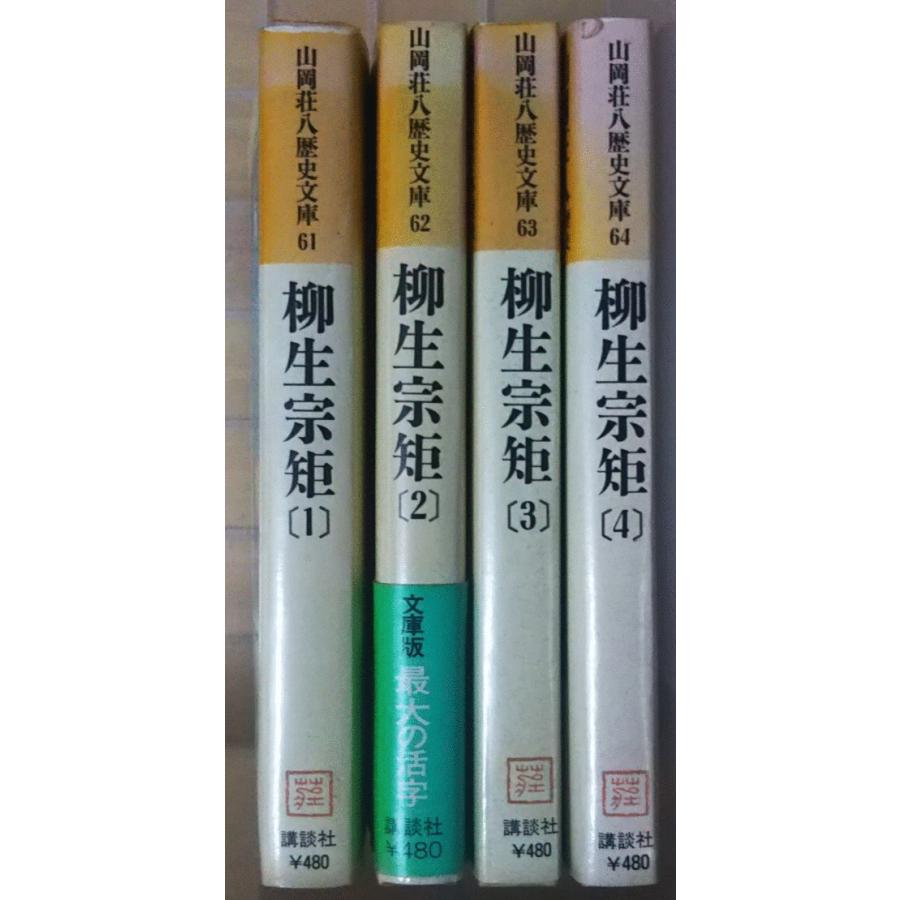 山岡荘八歴史文庫 61
柳生宗矩〔1〕
荘
講談社
¥480
山岡荘八歴史文庫 62
柳生宗矩〔2〕
文庫版
最大の活字
講談社
¥480
山岡荘八歴史文庫 63
柳生宗矩〔3〕
荘
講談社
¥480
山岡荘八歴史文庫 64
柳生宗矩〔4〕
荘
講談社
¥480